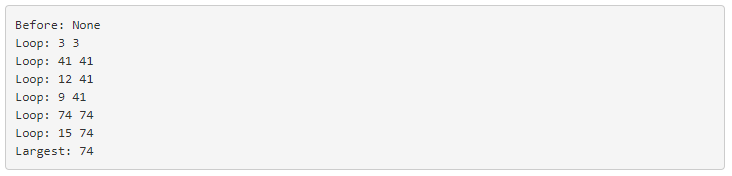 Before: None
Loop: 3 3
Loop: 41 41
Loop: 12 41
Loop: 9 41
Loop: 74 74
Loop: 15 74
Largest: 74